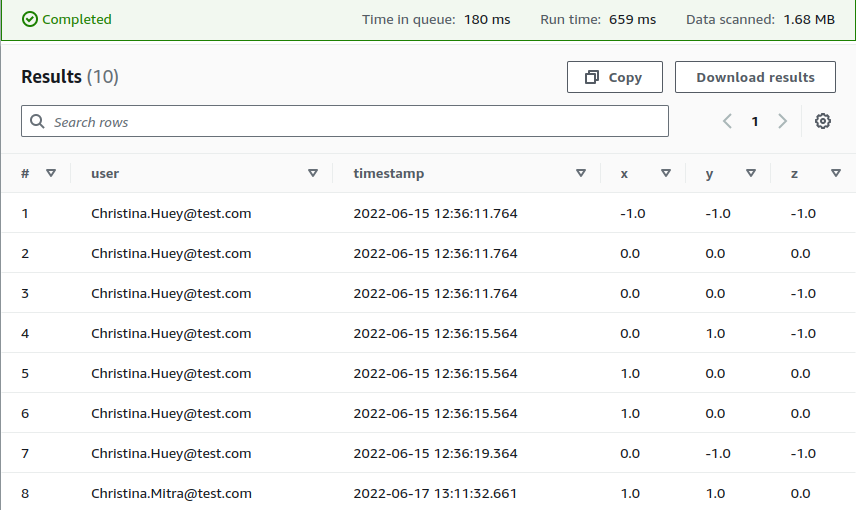 Completed Time in queue: 180 ms Run time: 659 ms Data scanned: 1.68 MB
Results (10) Copy Download results
Search rows 1
# user timestamp x y z
1 Christina.Huey@test.com 2022-06-15 12:36:11.764 -1.0 -1.0 -1.0
2 Christina.Huey@test.com 2022-06-15 12:36:11.764 0.0 0.0 0.0
3 Christina.Huey@test.com 2022-06-15 12:36:11.764 0.0 0.0 -1.0
4 Christina.Huey@test.com 2022-06-15 12:36:15.564 0.0 1.0 -1.0
5 Christina.Huey@test.com 2022-06-15 12:36:15.564 1.0 0.0 0.0
6 Christina.Huey@test.com 2022-06-15 12:36:15.564 1.0 0.0 0.0
7 Christina.Huey@test.com 2022-06-15 12:36:19.364 0.0 -1.0 -1.0
8 Christina.Mitra@test.com 2022-06-17 13:11:32.661 1.0 1.0 0.0